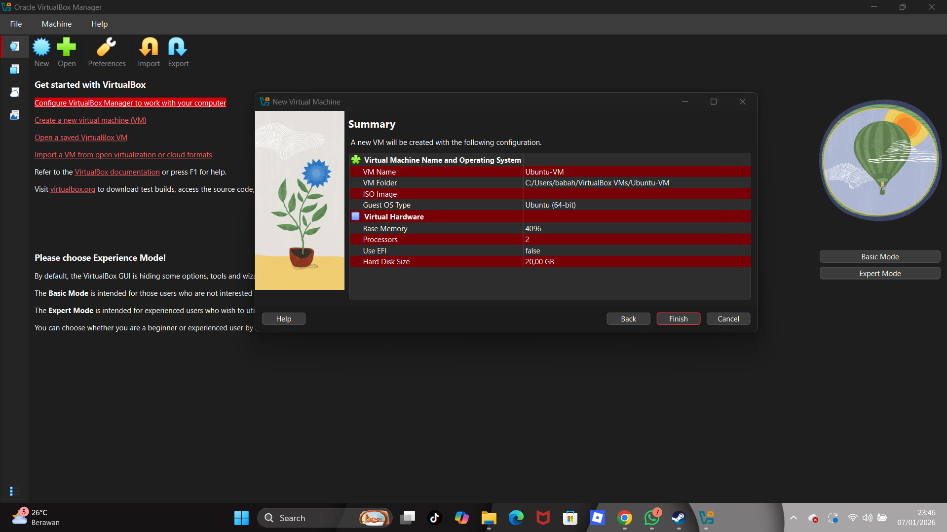 Oracle VirtualBox Manager
File Machine Help
New Open Preferences Import Export
Get started with VirtualBox
Configure VirtualBox Manager to work with your computer
Create a new virtual machine (VM)
Open a saved VirtualBox VM
Import a VM from open virtualization or cloud formats
Refer to the VirtualBox documentation or press F1 for help.
Visit virtualbox.org to download test builds, access the source code,
Please choose Experience Model
By default, the VirtualBox GUI is hiding some options, tools and wiza
The Basic Mode is intended for those users who are not interested
The Expert Mode is intended for experienced users who wish to uti
You can choose whether you are a beginner or experienced user by
New Virtual Machine
Summary
A new VM will be created with the following configuration.
Virtual Machine Name and Operating System
VM Name Ubuntu-VM
VM Folder C:/Users/babah/VirtualBox VMs/Ubuntu-VM
ISO Image
Guest OS Type Ubuntu (64-bit)
Virtual Hardware
Base Memory 4096
Processors 2
Use EFI false
Hard Disk Size 20,00 GB
Help Back Finish Cancel
Basic Mode
Expert Mode
26°C
Berawan
Search
23:46
07/01/2026